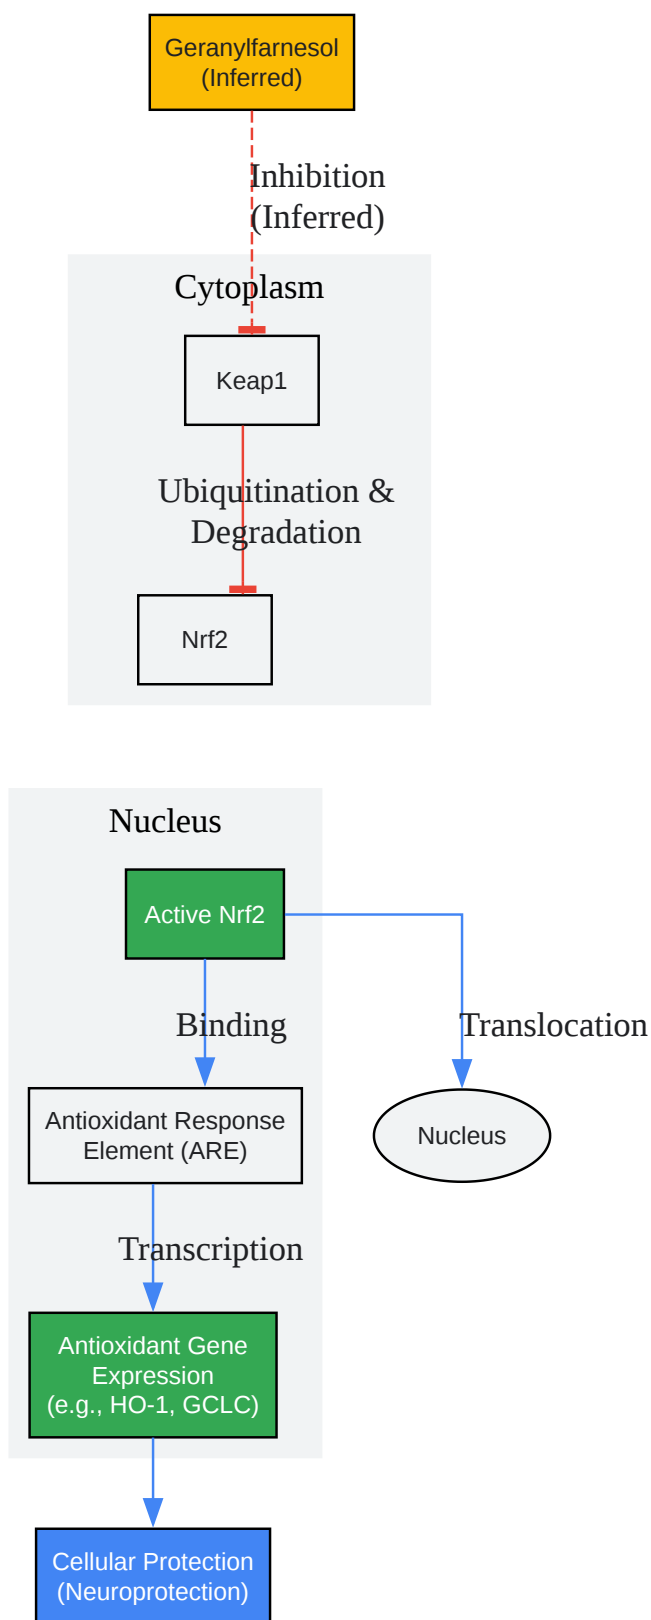 Geranylfarnesol
(Inferred)
Inhibition
(Inferred)
Cytoplasm
Keap1
Ubiquitination &
Degradation
Nrf2
Nucleus
Active Nrf2
Binding
Translocation
Antioxidant Response
Element (ARE)
Nucleus
Transcription
Antioxidant Gene
Expression
(e.g., HO-1, GCLC)
Cellular Protection
(Neuroprotection)